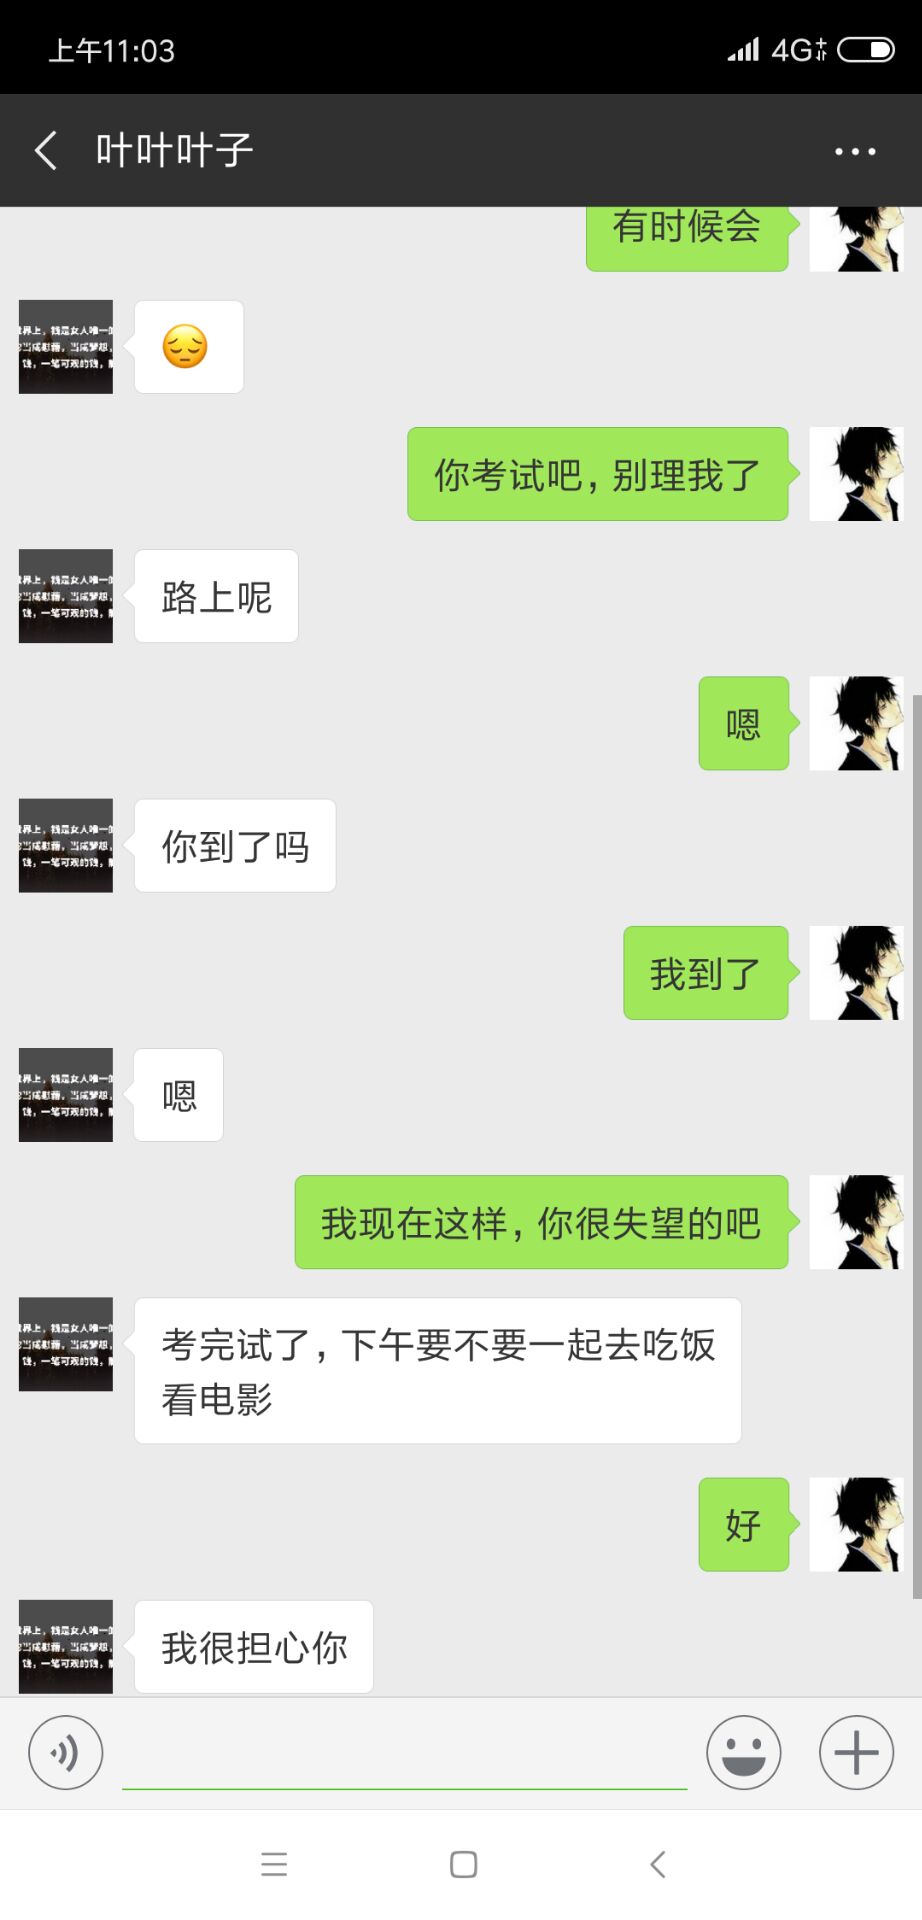 上午11:03
4G
叶叶叶子
有时候会
你考试吧，别理我了
路上呢
嗯
你到了吗
我到了
嗯
我现在这样，你很失望的吧
考完试了，下午要不要一起去吃饭
看电影
好
我很担心你